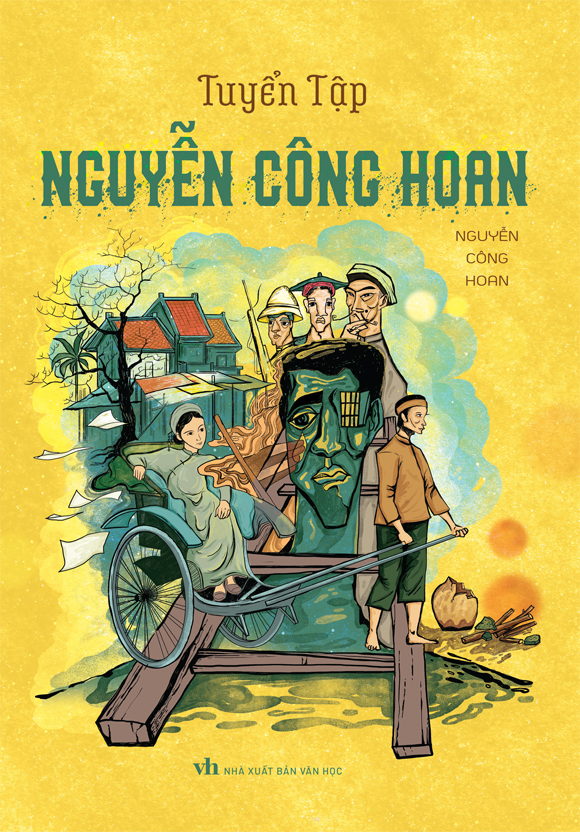 Tuyển Tập
NGUYỄN CÔNG HOAN
NGUYỄN
CÔNG
HOAN
vh NHÀ XUẤT BẢN VĂN HỌC